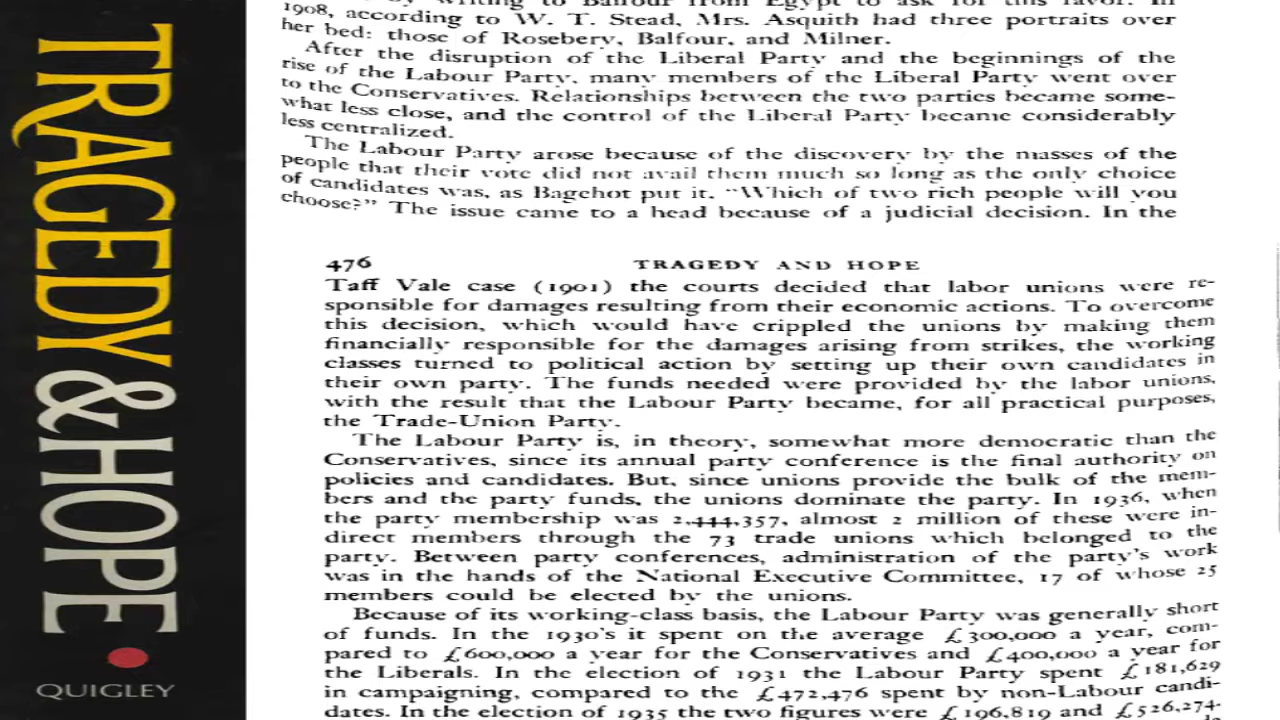 TRAGEDY & HOPE
QUIGLEY
1908, according to W. T. Stead, Mrs. Asquith had three portraits over
her bed: those of Rosebery, Balfour, and Milner.
After the disruption of the Liberal Party and the beginnings of the
rise of the Labour Party, many members of the Liberal Party went over
to the Conservatives. Relationships between the two parties became some-
what less close, and the control of the Liberal Party became considerably
less centralized.
The Labour Party arose because of the discovery by the masses of the
people that their vote did not avail them much so long as the only choice
of candidates was, as Bagehot put it. "Which of two rich people will you
choose?" The issue came to a head because of a judicial decision. In the
476 TRAGEDY AND HOPE
Taff Vale case (1901) the courts decided that labor unions were re-
sponsible for damages resulting from their economic actions. To overcome
this decision, which would have crippled the unions by making them
financially responsible for the damages arising from strikes, the working
classes turned to political action by setting up their own candidates in
their own party. The funds needed were provided by the labor unions,
with the result that the Labour Party became, for all practical purposes,
the Trade-Union Party.
The Labour Party is, in theory, somewhat more democratic than the
Conservatives, since its annual party conference is the final authority on
policies and candidates. But, since unions provide the bulk of the mem-
bers and the party funds, the unions dominate the party. In 1936, when
the party membership was 2,444,357, almost 2 million of these were in-
direct members through the 73 trade unions which belonged to the
party. Between party conferences, administration of the party's work
was in the hands of the National Executive Committee, 17 of whose 25
members could be elected by the unions.
Because of its working-class basis, the Labour Party was generally short
of funds. In the 1930's it spent on the average £300,000 a year, com-
pared to £600,000 a year for the Conservatives and £400,000 a year for
the Liberals. In the election of 1931 the Labour Party spent £181,629
in campaigning, compared to the £472,476 spent by non-Labour candi-
dates. In the election of 1935 the two figures were £196,819 and £526,274.